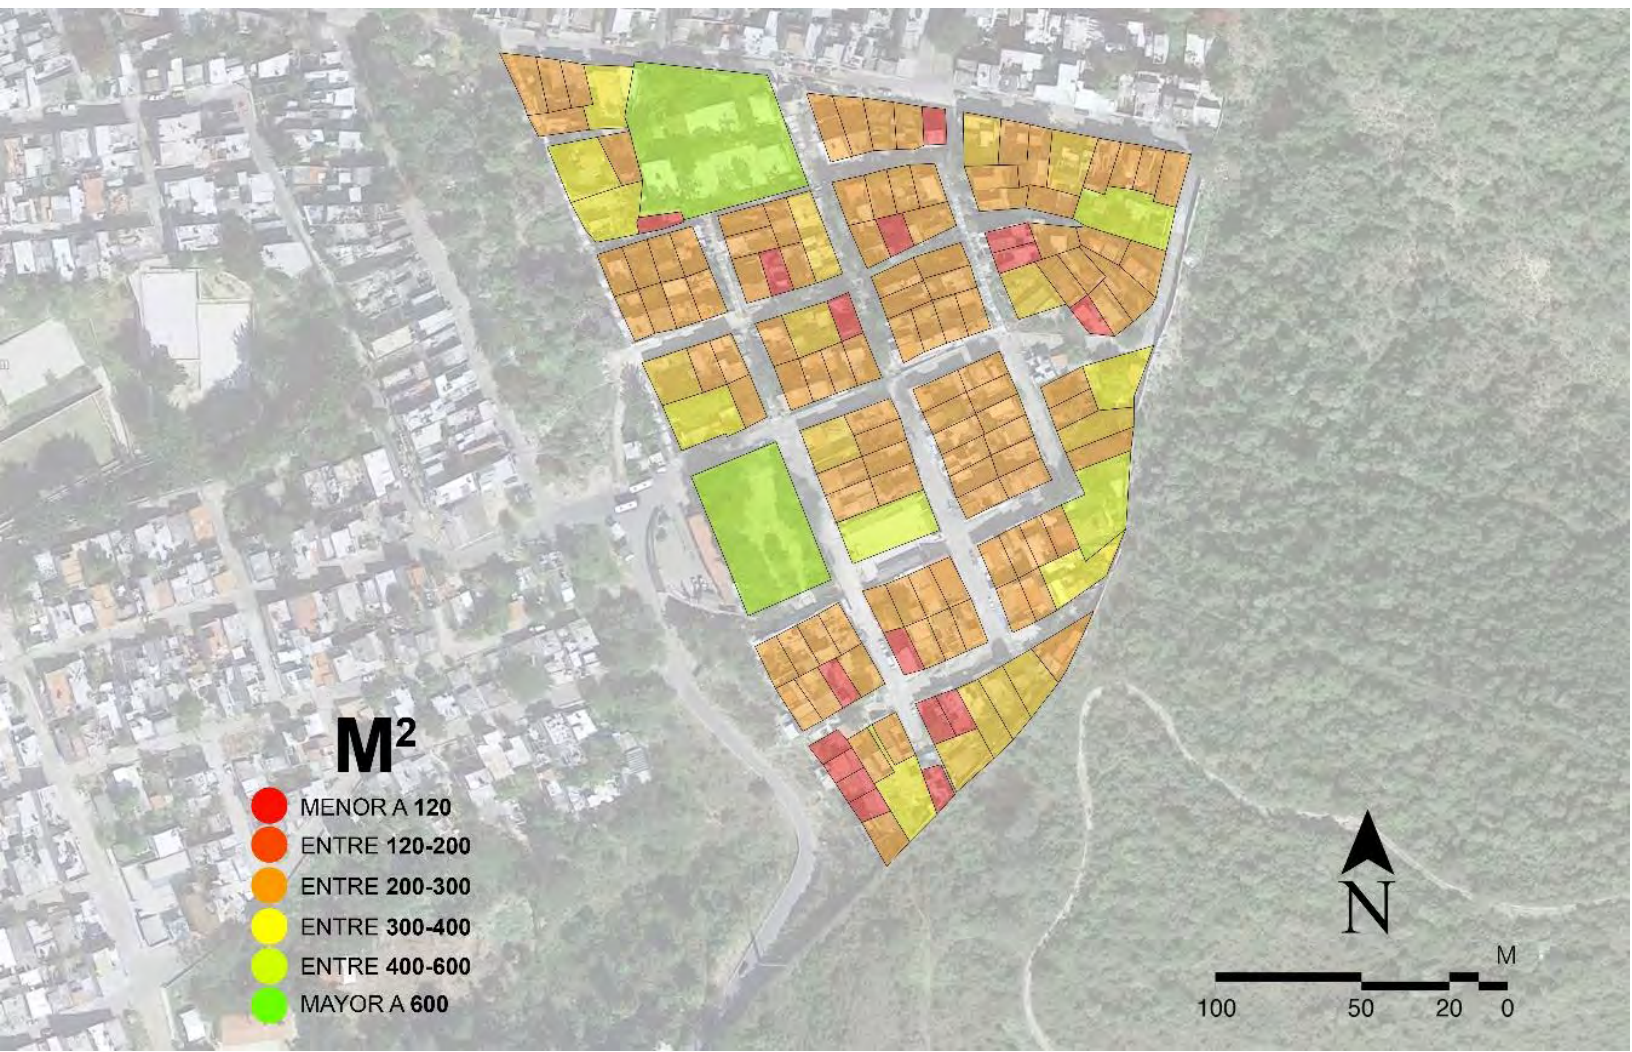 M²
MENOR A 120
ENTRE 120-200
ENTRE 200-300
ENTRE 300-400
ENTRE 400-600
MAYOR A 600
N
M
100 50 20 0